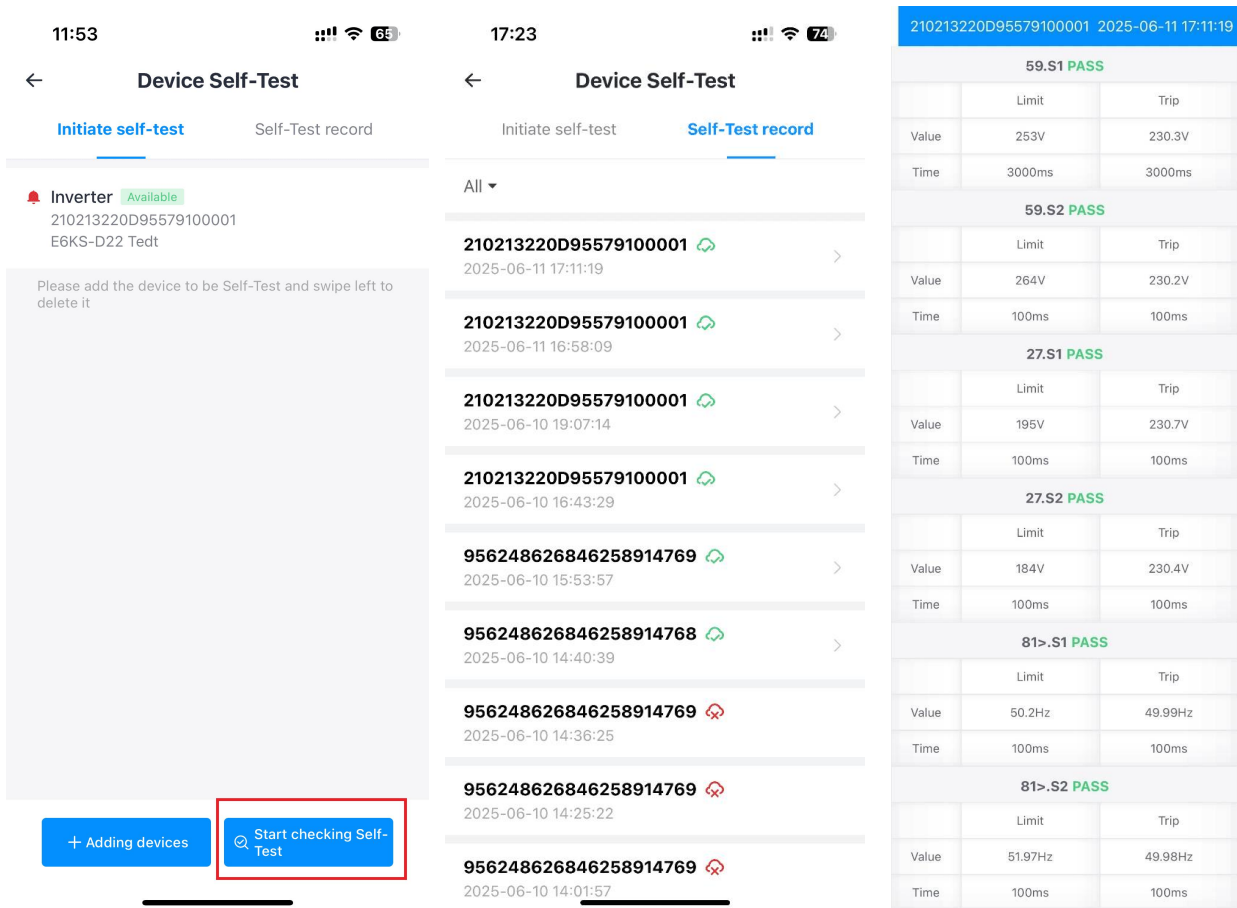 11:53
65
Device Self-Test
Initiate self-test Self-Test record
Inverter Available
210213220D95579100001
E6KS-D22 Tedt
Please add the device to be Self-Test and swipe left to
delete it
+ Adding devices
Start checking Self-
Test
17:23
74
Device Self-Test
Initiate self-test Self-Test record
All
210213220D95579100001
2025-06-11 17:11:19
210213220D95579100001
2025-06-11 16:58:09
210213220D95579100001
2025-06-10 19:07:14
210213220D95579100001
2025-06-10 16:43:29
956248626846258914769
2025-06-10 15:53:57
956248626846258914768
2025-06-10 14:40:39
956248626846258914769
2025-06-10 14:36:25
956248626846258914769
2025-06-10 14:25:22
956248626846258914769
2025-06-10 14:01:57
210213220D95579100001 2025-06-11 17:11:19
59.S1 PASS
Limit Trip
Value 253V 230.3V
Time 3000ms 3000ms
59.S2 PASS
Limit Trip
Value 264V 230.2V
Time 100ms 100ms
27.S1 PASS
Limit Trip
Value 195V 230.7V
Time 100ms 100ms
27.S2 PASS
Limit Trip
Value 184V 230.4V
Time 100ms 100ms
81>.S1 PASS
Limit Trip
Value 50.2Hz 49.99Hz
Time 100ms 100ms
81>.S2 PASS
Limit Trip
Value 51.97Hz 49.98Hz
Time 100ms 100ms